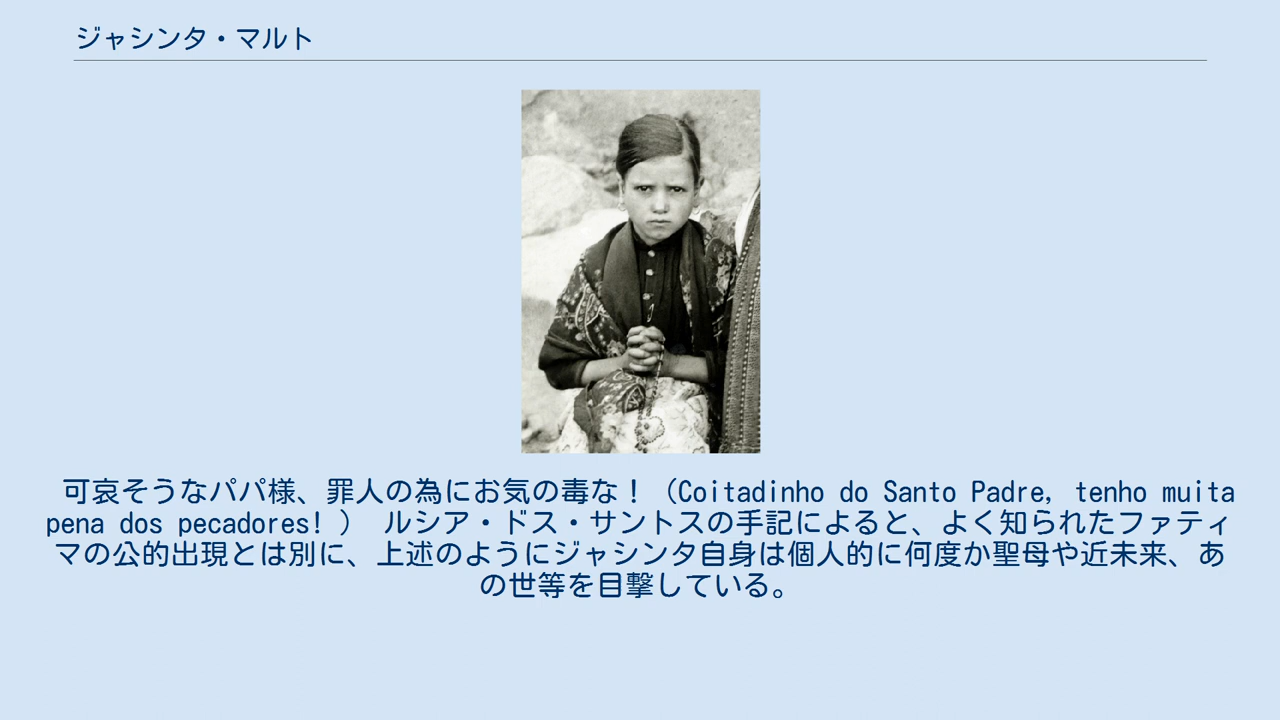 ジャシンタ・マルト
可哀そうなパパ様、罪人の為にお気の毒な！（Coitadinho do Santo Padre, tenho muita
pena dos pecadores! ） ルシア・ドス・サントスの手記によると、よく知られたファティ
マの公的出現とは別に、上述のようにジャシンタ自身は個人的に何度か聖母や近未来、あ
の世等を目撃している。